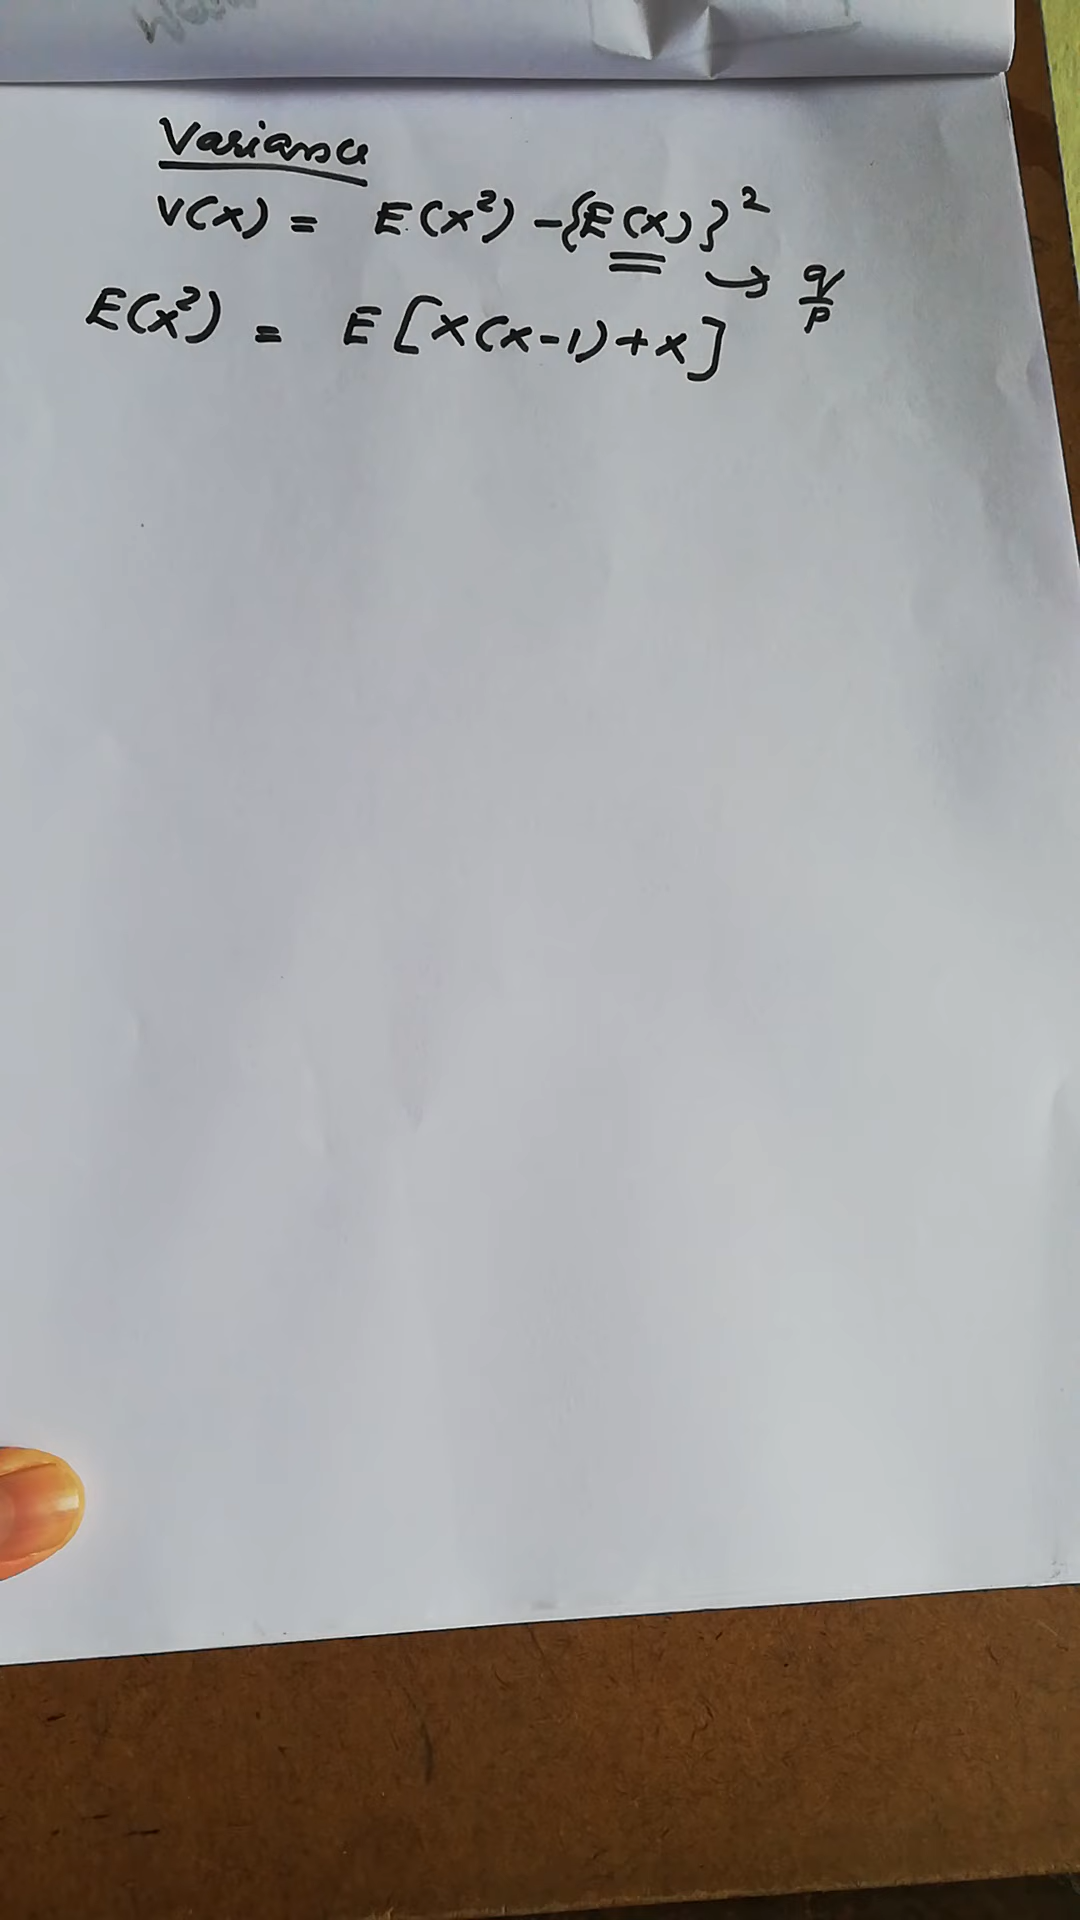 Variance
V(X) = E(X²) - {E(X)}²
→ q/p
E(X²) = E[X(X-1)+X]